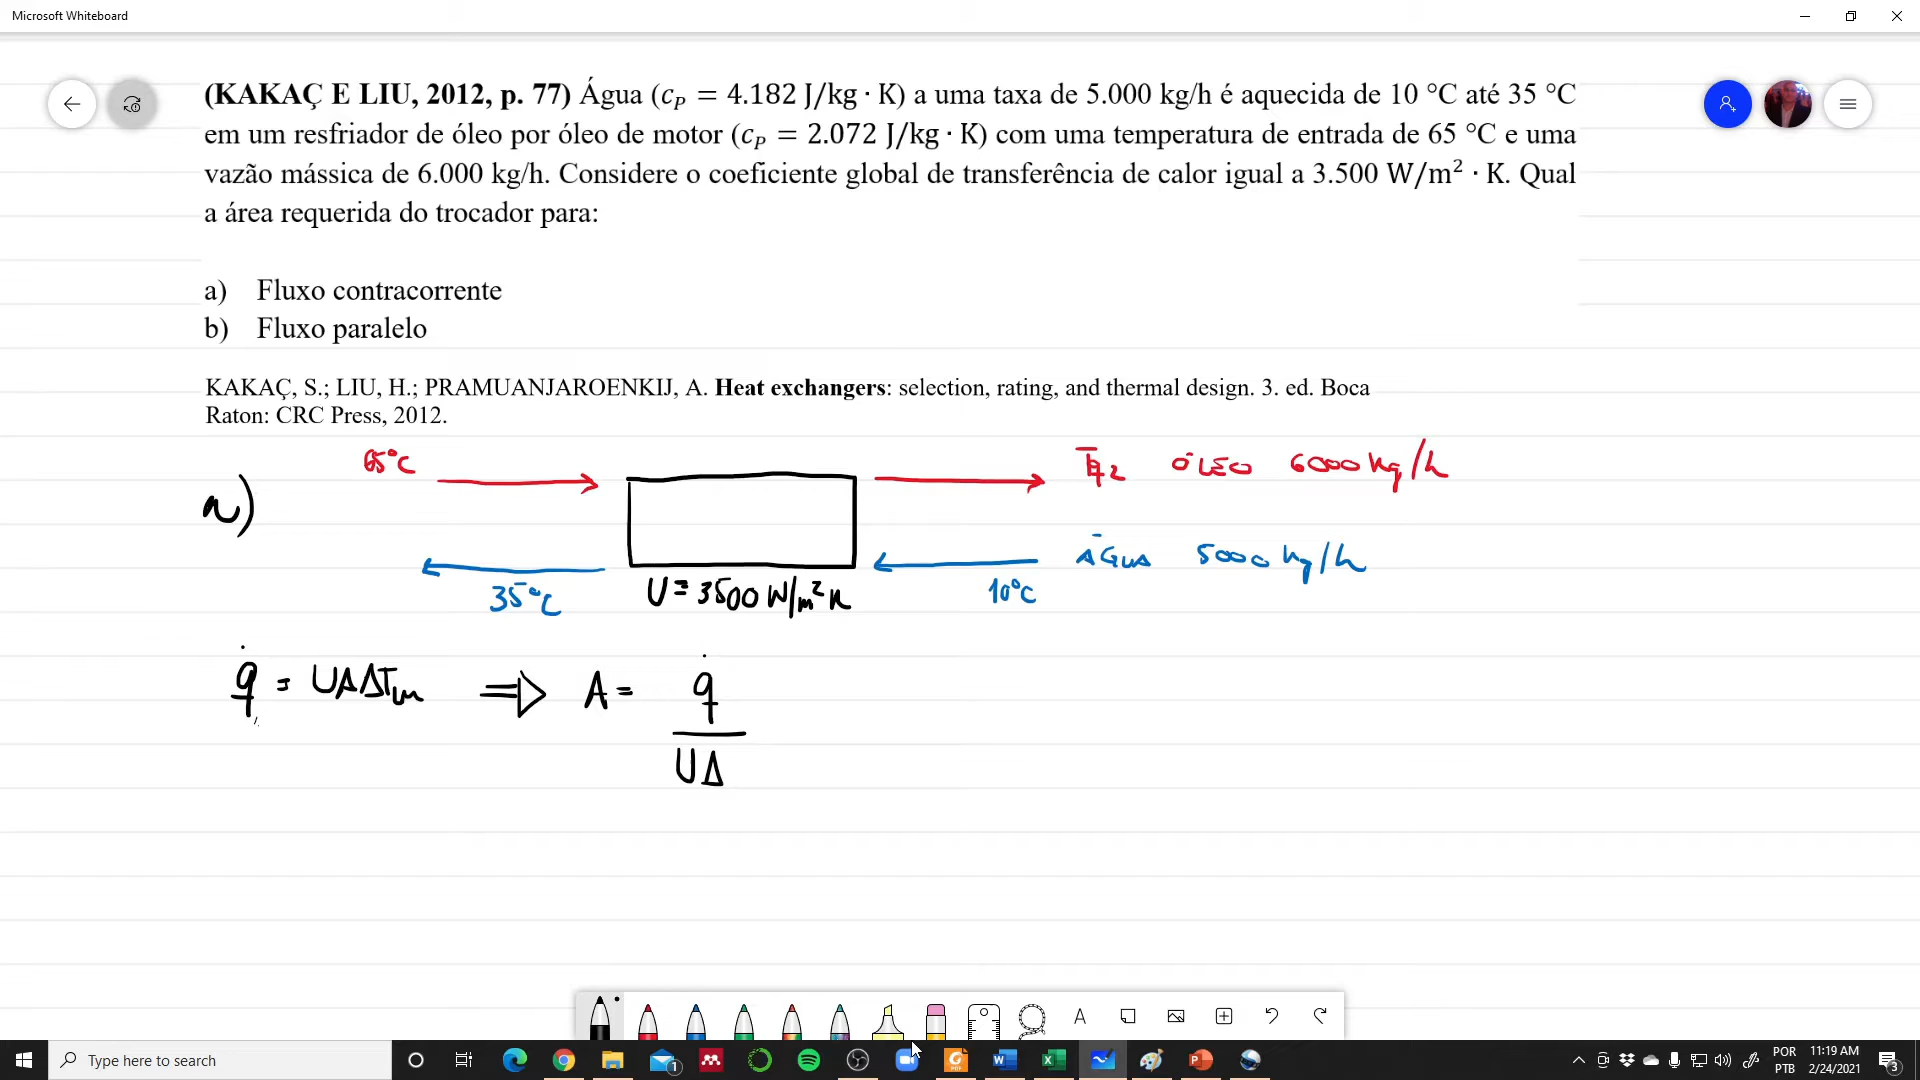 Microsoft Whiteboard
(KAKAÇ E LIU, 2012, p. 77) Água (cP = 4.182 J/kg · K) a uma taxa de 5.000 kg/h é aquecida de 10 °C até 35 °C
em um resfriador de óleo por óleo de motor (cP = 2.072 J/kg · K) com uma temperatura de entrada de 65 °C e uma
vazão mássica de 6.000 kg/h. Considere o coeficiente global de transferência de calor igual a 3.500 W/m² · K. Qual
a área requerida do trocador para:
a) Fluxo contracorrente
b) Fluxo paralelo
KAKAÇ, S.; LIU, H.; PRAMUANJAROENKIJ, A. Heat exchangers: selection, rating, and thermal design. 3. ed. Boca
Raton: CRC Press, 2012.
65°C ÓLEO 6000 kg/h
a)
ÁGUA 5000 kg/h
35°C U = 3500 W/m² K 10°C
q̇ = UAΔTm ⇒ A = q̇
UΔ
A
Type here to search
1
POR 11:19 AM
PTB 2/24/2021
3